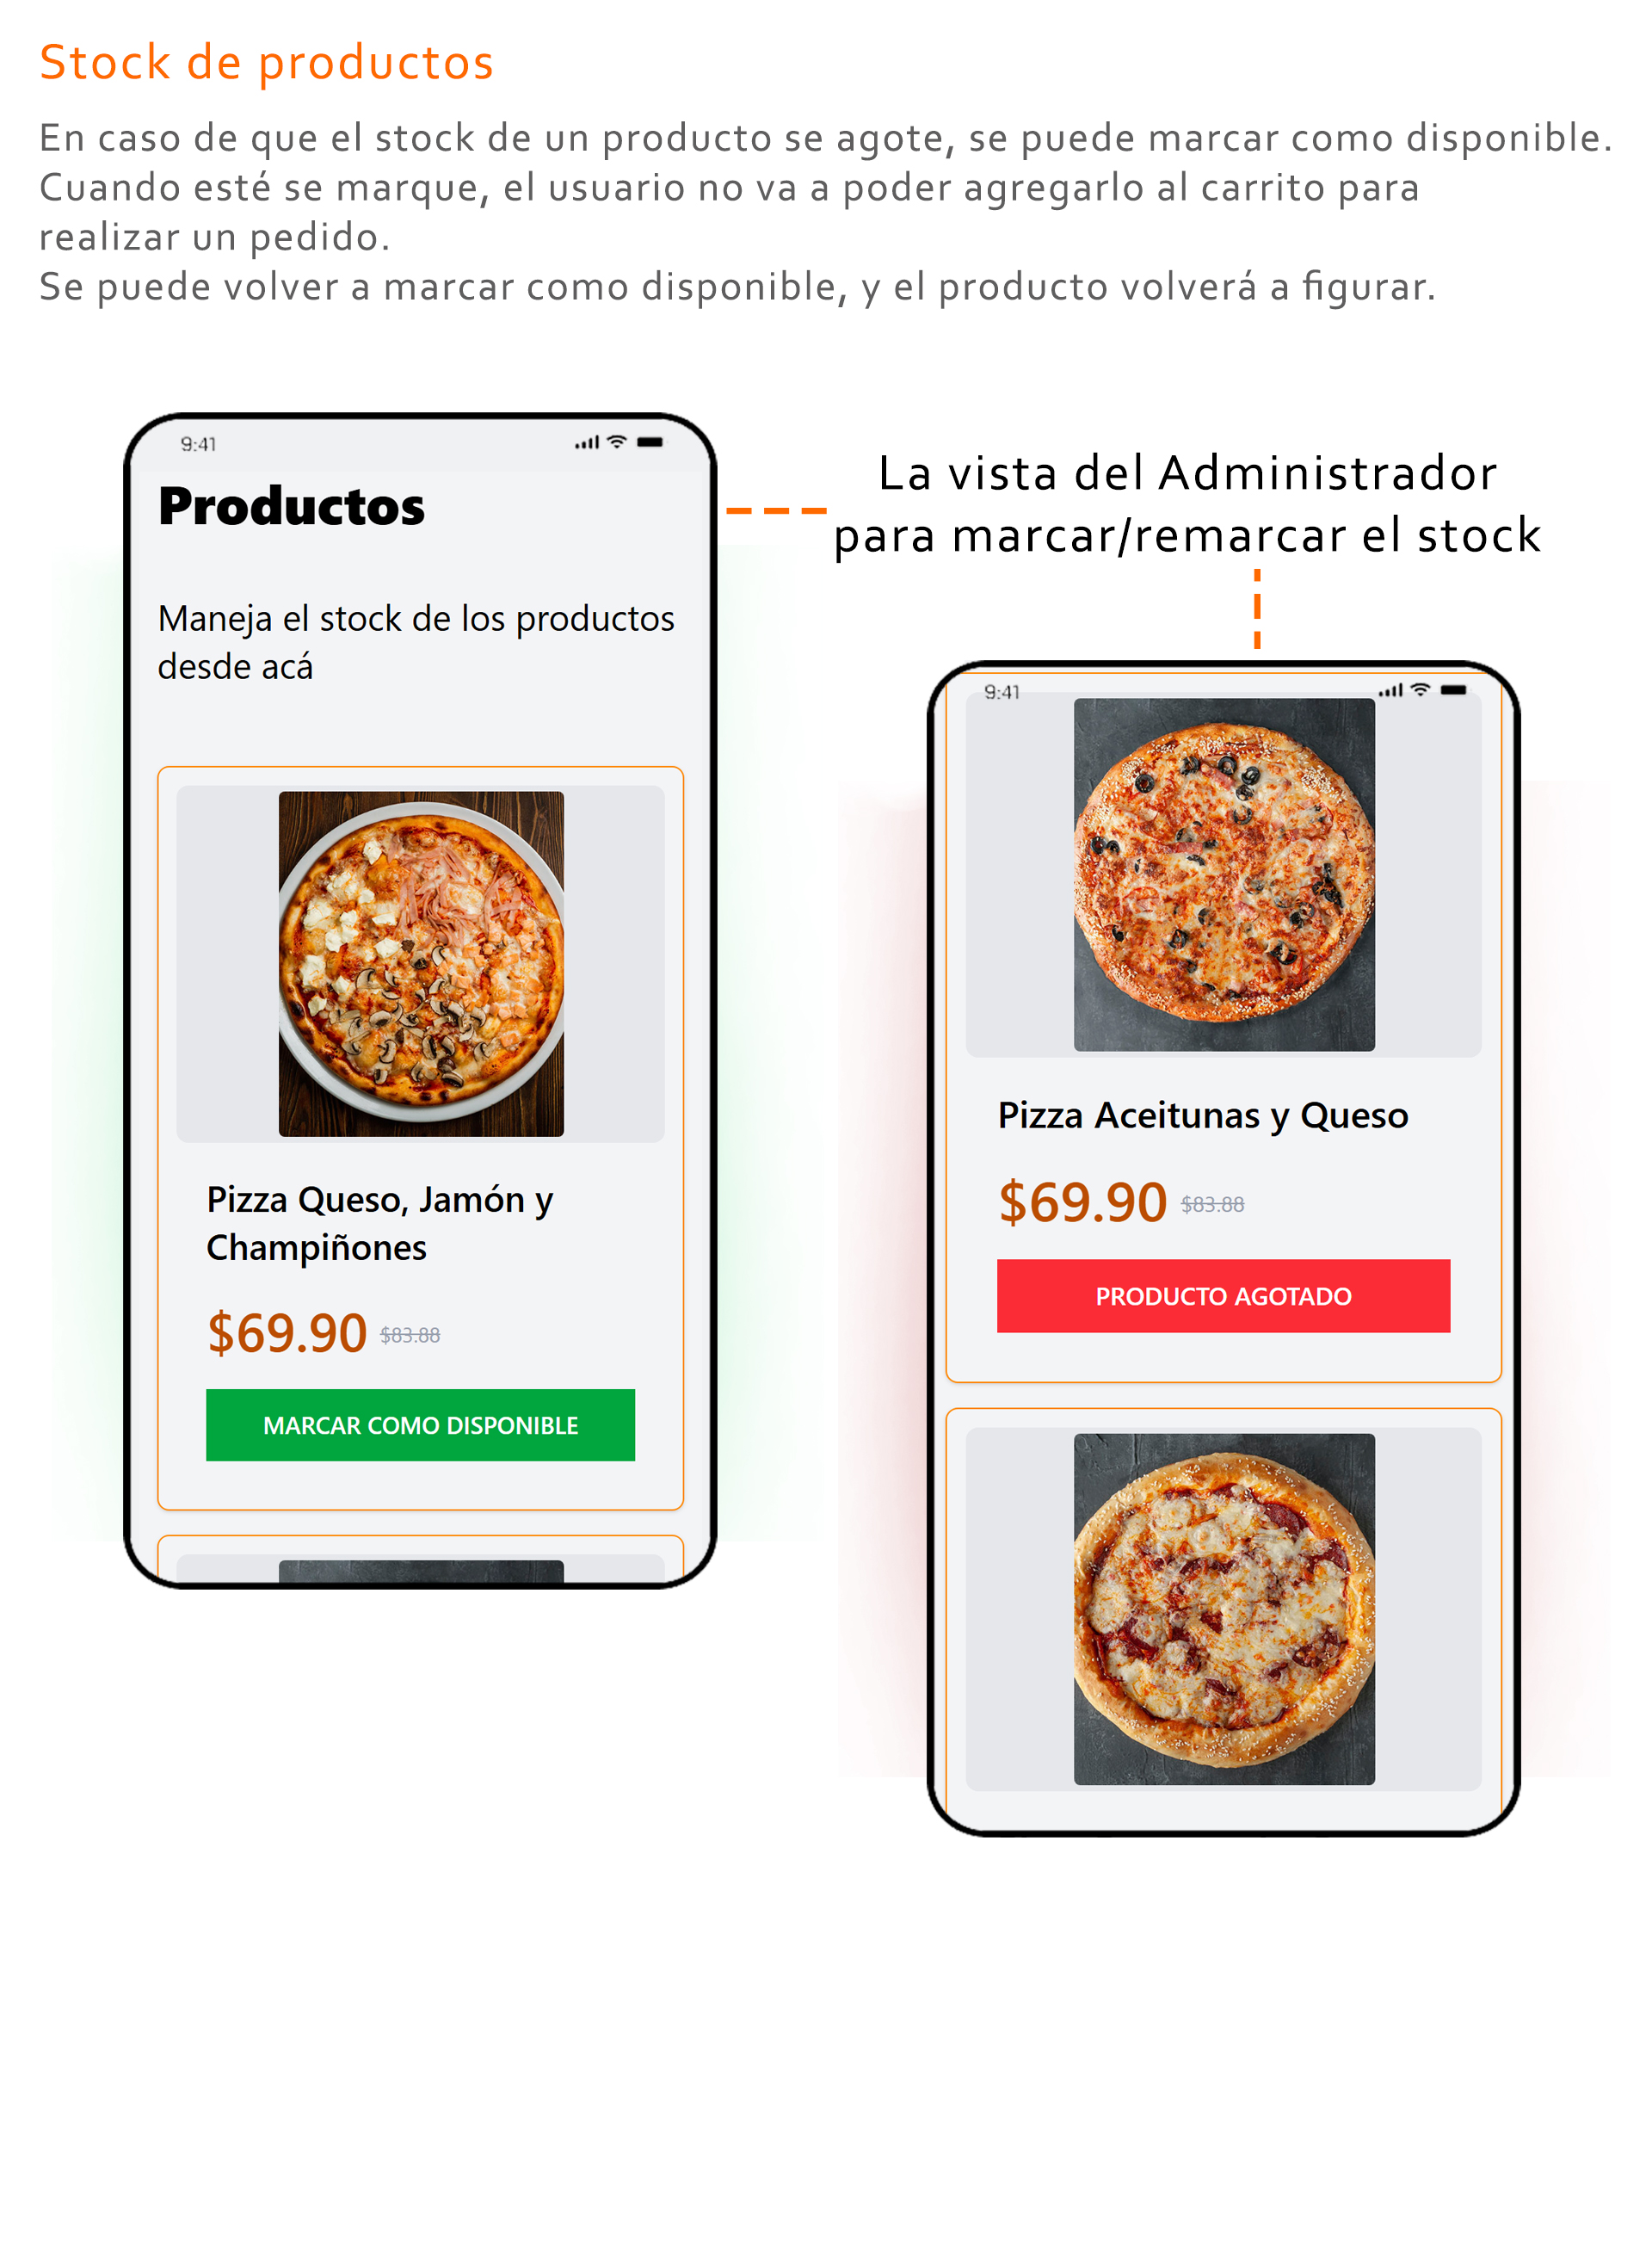 Stock de productos
En caso de que el stock de un producto se agote, se puede marcar como disponible.
Cuando esté se marque, el usuario no va a poder agregarlo al carrito para
realizar un pedido.
Se puede volver a marcar como disponible, y el producto volverá a figurar.
9:41
Productos
Maneja el stock de los productos
desde acá
Pizza Queso, Jamón y
Champiñones
$69.90 $83.88
MARCAR COMO DISPONIBLE
La vista del Administrador
para marcar/remarcar el stock
9:41
Pizza Aceitunas y Queso
$69.90 $83.88
PRODUCTO AGOTADO